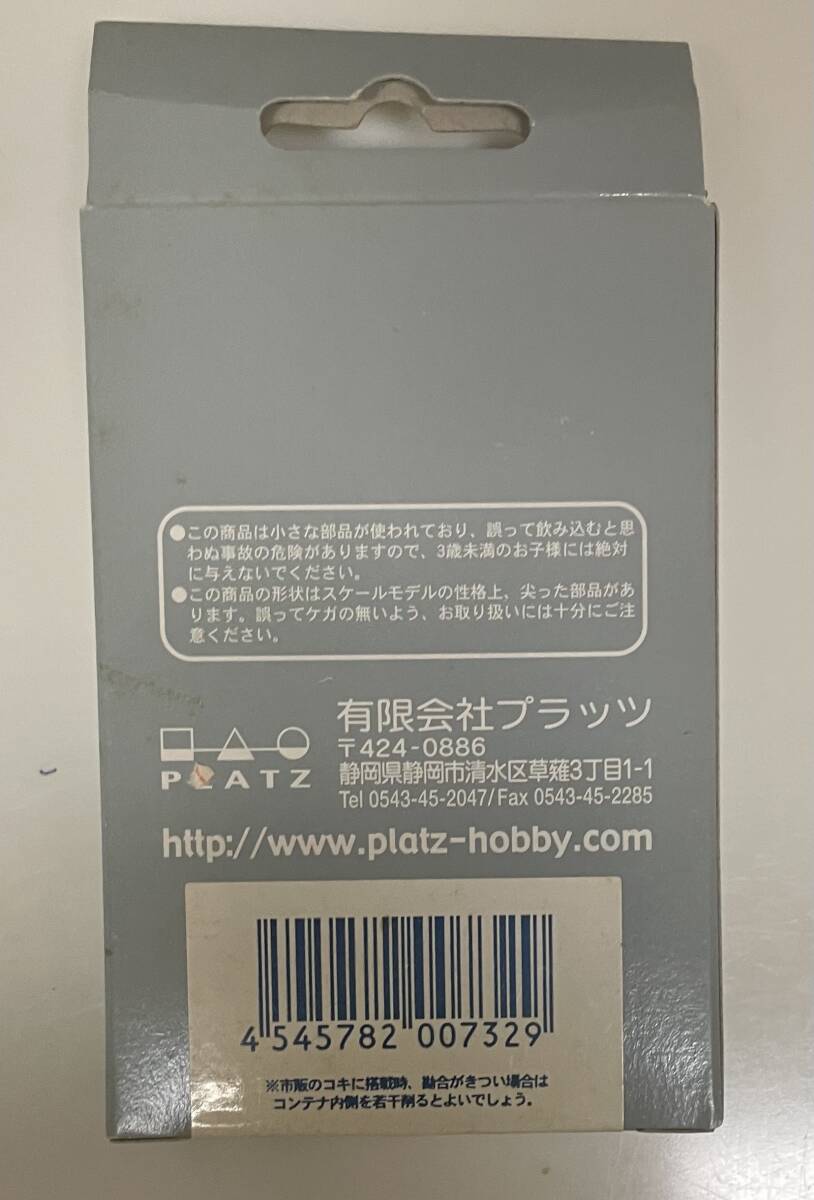 ●この商品は小さな部品が使われており、誤って飲み込むと思
わぬ事故の危険がありますので、3歳未満のお子様には絶対
に与えないでください。
●この商品の形状はスケールモデルの性格上、尖った部品があ
ります。誤ってケガの無いよう、お取り扱いには十分にご注
意ください。
PLATZ
有限会社プラッツ
〒424-0886
静岡県静岡市清水区草薙3丁目1-1
Tel 0543-45-2047/Fax 0543-45-2285
http://www.platz-hobby.com
4 545782 007329
※市販のコキに搭載時、勘合がきつい場合は
コンテナ内側を若干削るとよいでしょう。